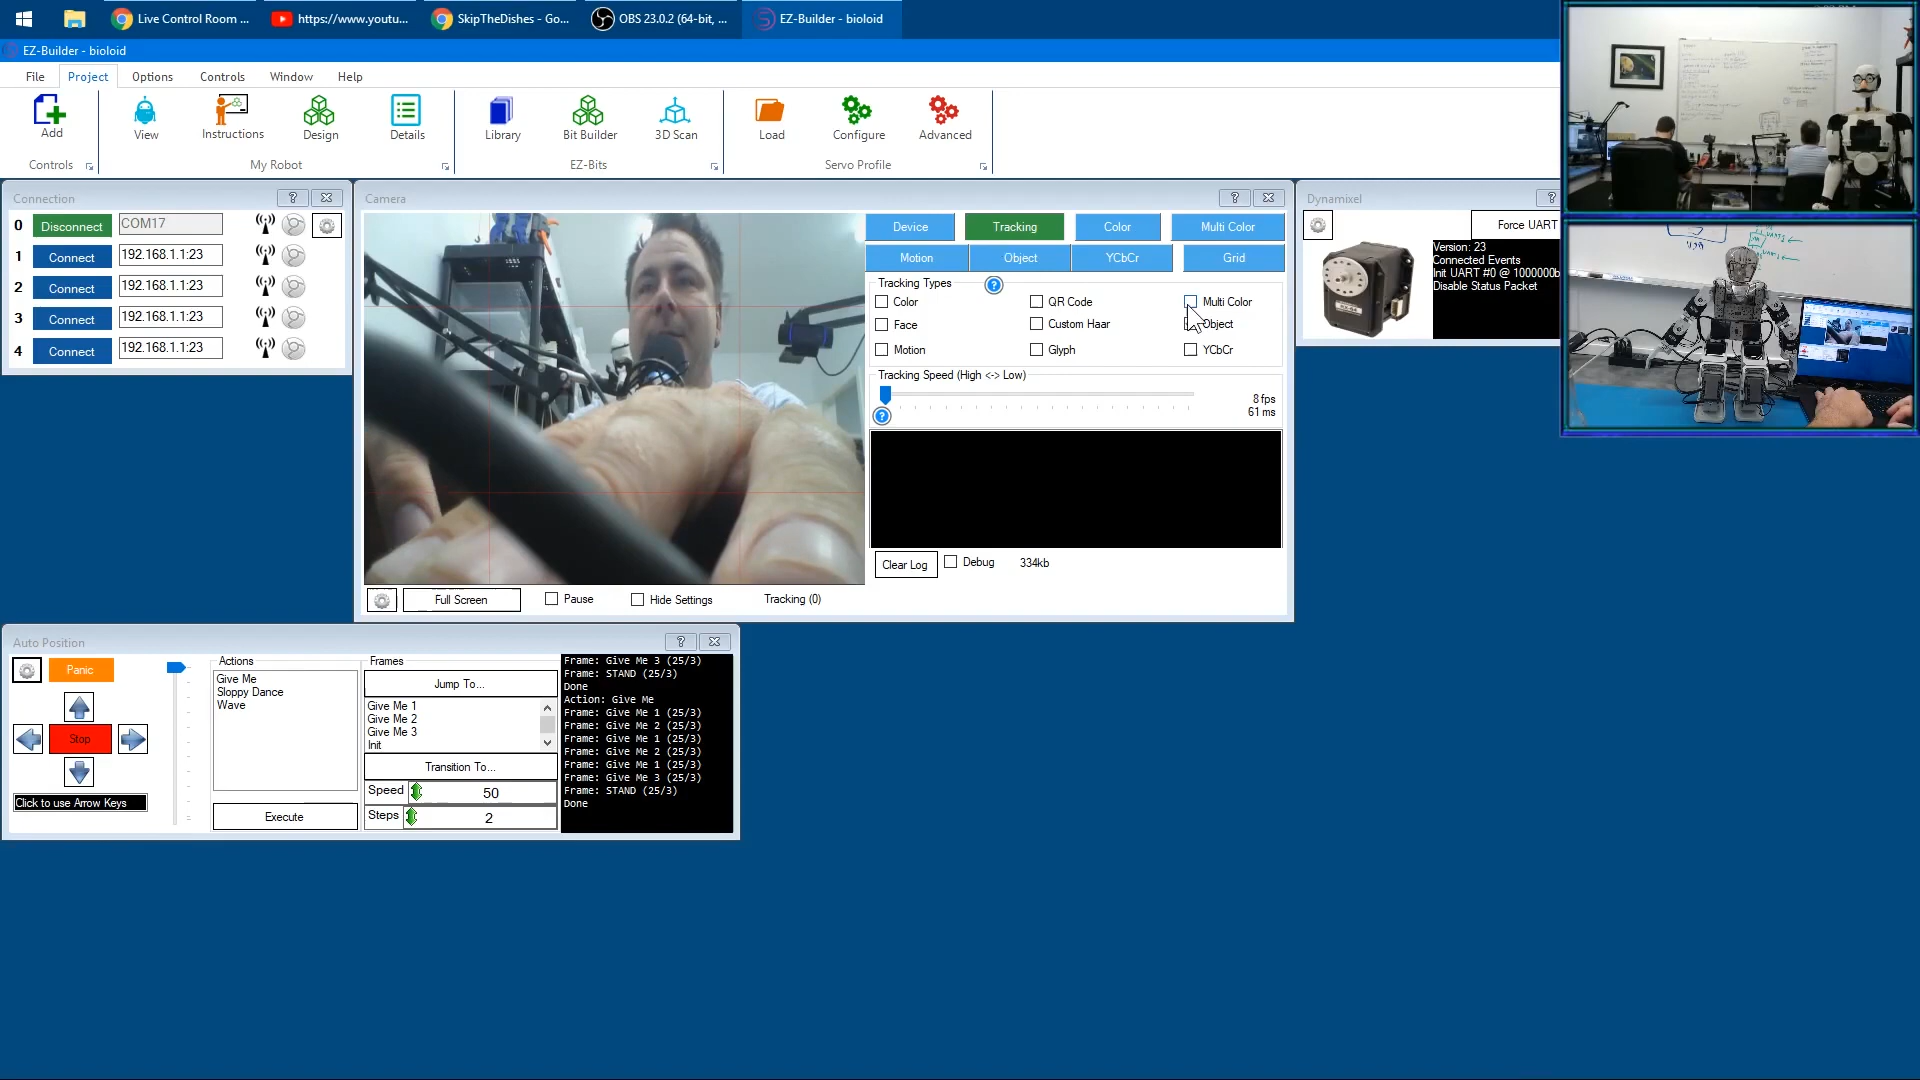 Live Control Room ...
https://www.youtu...
SkipTheDishes - Go...
OBS 23.0.2 (64-bit, ...
EZ-Builder - bioloid
EZ-Builder - bioloid
File Project Options Controls Window Help
Add
View
Instructions
Design
Details
Library
Bit Builder
3D Scan
Load
Configure
Advanced
Controls
My Robot
EZ-Bits
Servo Profile
Connection ?
0 Disconnect COM17
1 Connect 192.168.1.1:23
2 Connect 192.168.1.1:23
3 Connect 192.168.1.1:23
4 Connect 192.168.1.1:23
Camera ?
Device Tracking Color Multi Color
Motion Object YCbCr Grid
Tracking Types ?
Color QR Code Multi Color
Face Custom Haar Object
Motion Glyph YCbCr
Tracking Speed (High <-> Low)
8 fps
61 ms
?
Clear Log Debug 334kb
Full Screen Pause Hide Settings Tracking (0)
Dynamixel ?
Force UART
Version: 23
Connected Events
Init UART #0 @ 1000000b
Disable Status Packet
Auto Position ?
Panic
Stop
Click to use Arrow Keys
Actions
Give Me
Sloppy Dance
Wave
Execute
Frames
Jump To...
Give Me 1
Give Me 2
Give Me 3
Init
Transition To...
Speed 50
Steps 2
Frame: Give Me 3 (25/3)
Frame: STAND (25/3)
Done
Action: Give Me
Frame: Give Me 1 (25/3)
Frame: Give Me 2 (25/3)
Frame: Give Me 1 (25/3)
Frame: Give Me 2 (25/3)
Frame: Give Me 1 (25/3)
Frame: Give Me 3 (25/3)
Frame: STAND (25/3)
Done